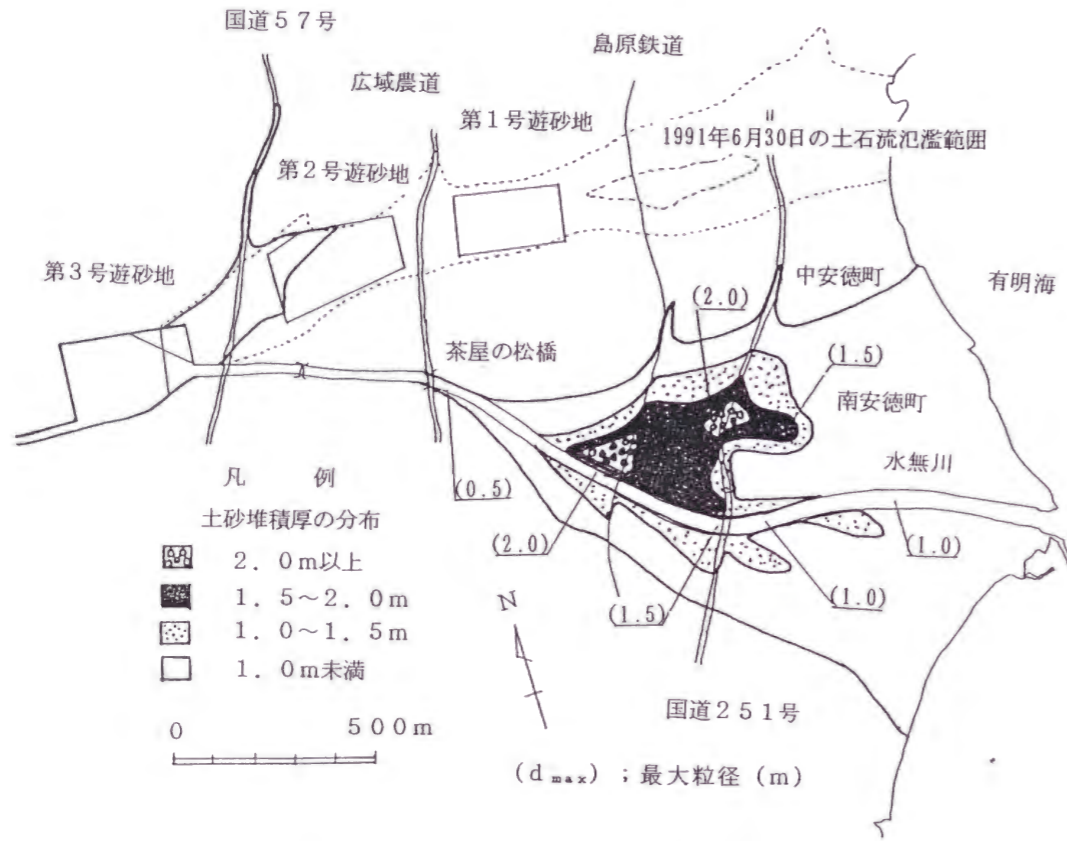 国道５７号
島原鉄道
広域農道
第１号遊砂地
1991年6月30日の土石流氾濫範囲
第２号遊砂地
第３号遊砂地
中安徳町
有明海
(2.0)
茶屋の松橋
(1.5)
南安徳町
水無川
(0.5)
(2.0)
(1.0)
(1.5)
(1.0)
凡　例
土砂堆積厚の分布
２．０m以上
１．５～２．０m
１．０～１．５m
１．０m未満
N
０　５００m
国道２５１号
(d max) ；最大粒径 (m)